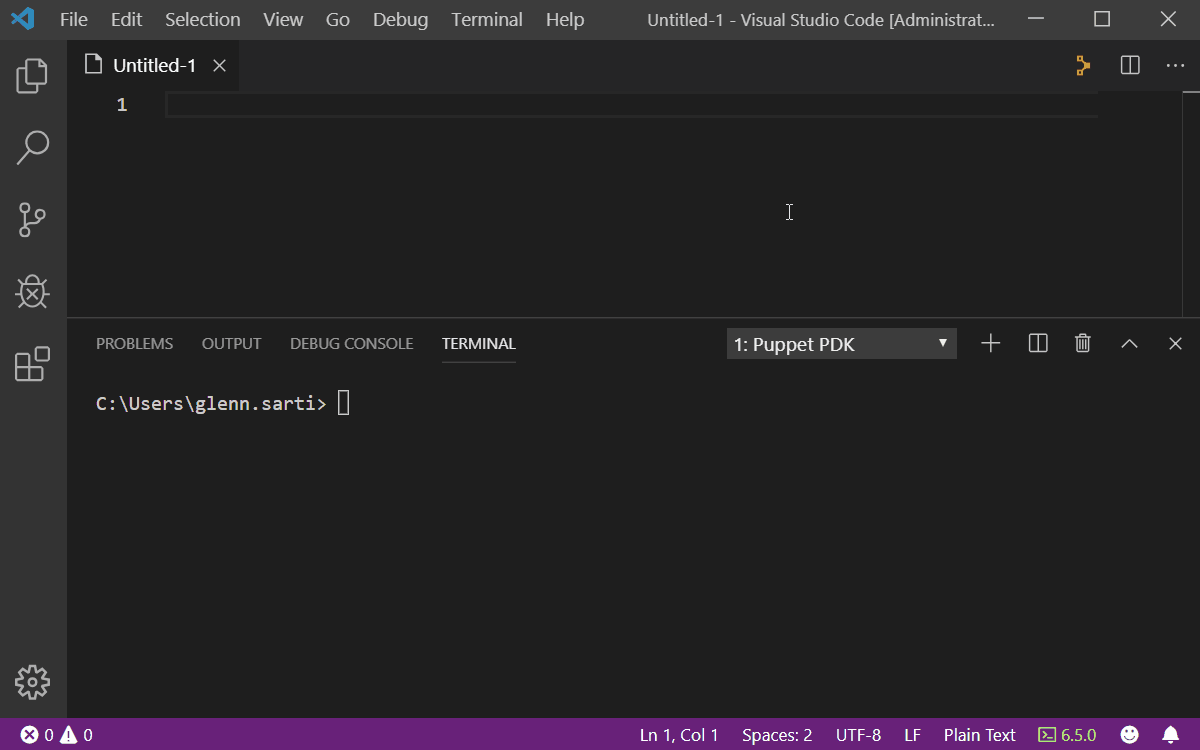 File Edit Selection View Go Debug Terminal Help Untitled-1 - Visual Studio Code [Administrat...
Untitled-1
1
PROBLEMS OUTPUT DEBUG CONSOLE TERMINAL 1: Puppet PDK
C:\Users\glenn.sarti>
0 0 Ln 1, Col 1 Spaces: 2 UTF-8 LF Plain Text 6.5.0